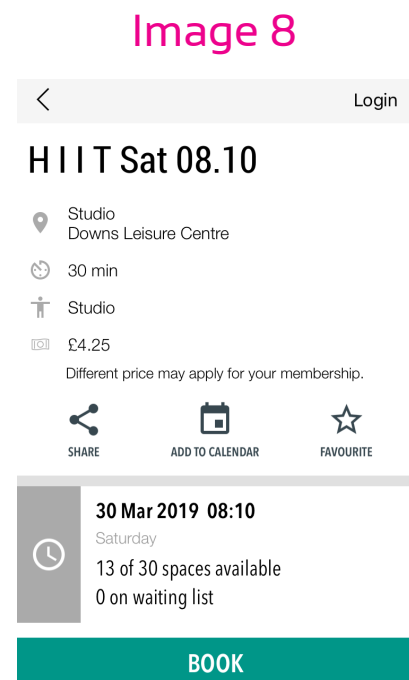 Image 8
Login
H I I T Sat 08.10
Studio
Downs Leisure Centre
30 min
Studio
£4.25
Different price may apply for your membership.
SHARE
ADD TO CALENDAR
FAVOURITE
30 Mar 2019 08:10
Saturday
13 of 30 spaces available
0 on waiting list
BOOK